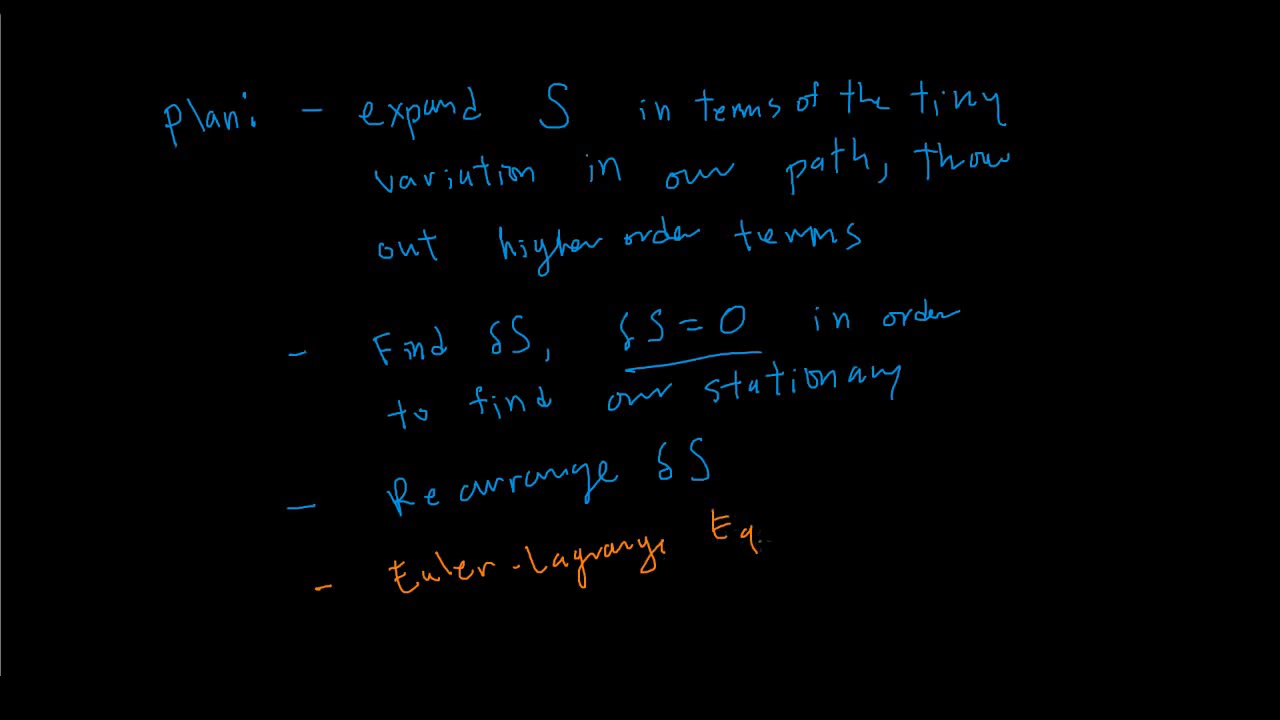 Plan: - expand S in terms of the tiny
variation in our path, throw
out higher order terms
- Find δS, δS = 0 in order
to find our stationary
- Rearrange δS
- Euler-Lagrange Eq.